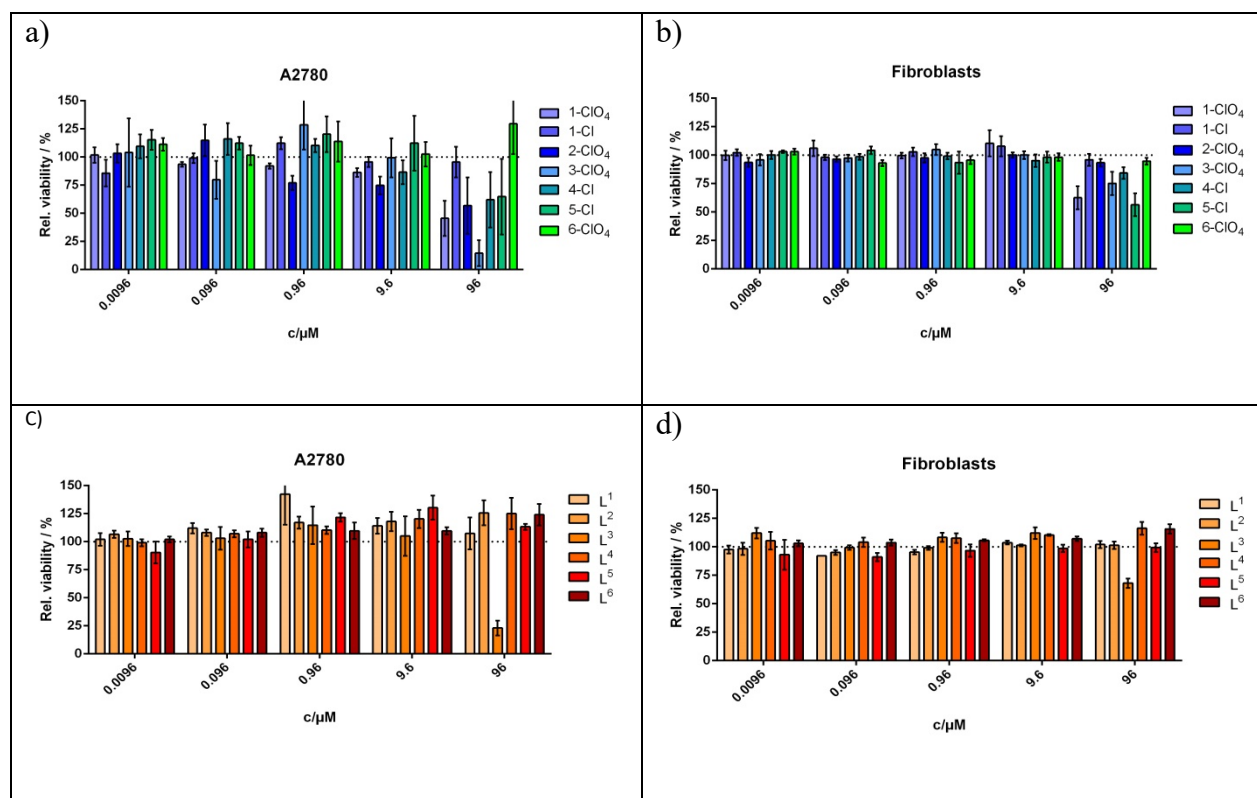 a)
A2780
Rel. viability / %
150
125
100
75
50
25
0
0.0096
0.096
0.96
9.6
96
c/µM
1-ClO₄
1-Cl
2-ClO₄
3-ClO₄
4-Cl
5-Cl
6-ClO₄
b)
Fibroblasts
Rel. viability / %
150
125
100
75
50
25
0
0.0096
0.096
0.96
9.6
96
c/µM
1-ClO₄
1-Cl
2-ClO₄
3-ClO₄
4-Cl
5-Cl
6-ClO₄
c)
A2780
Rel. viability / %
150
125
100
75
50
25
0
0.0096
0.096
0.96
9.6
96
c/µM
L¹
L²
L³
L⁴
L⁵
L⁶
d)
Fibroblasts
Rel. viability / %
150
125
100
75
50
25
0
0.0096
0.096
0.96
9.6
96
c/µM
L¹
L²
L³
L⁴
L⁵
L⁶